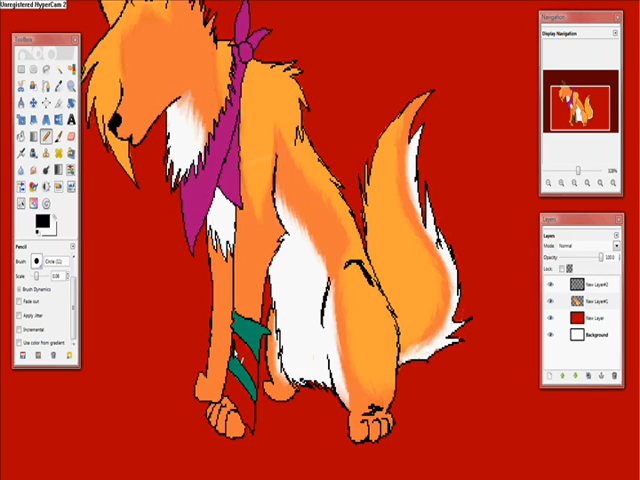 Unregistered HyperCam 2
Toolbox
Pencil
Brush:
Circle (11)
Scale:
Brush Dynamics
Fade out
Apply Jitter
Incremental
Use color from gradient
Navigation
Display Navigation
Layers
Layers
Mode:
Normal
Opacity:
100.0
Lock:
New Layer#2
New Layer#1
New Layer
Background